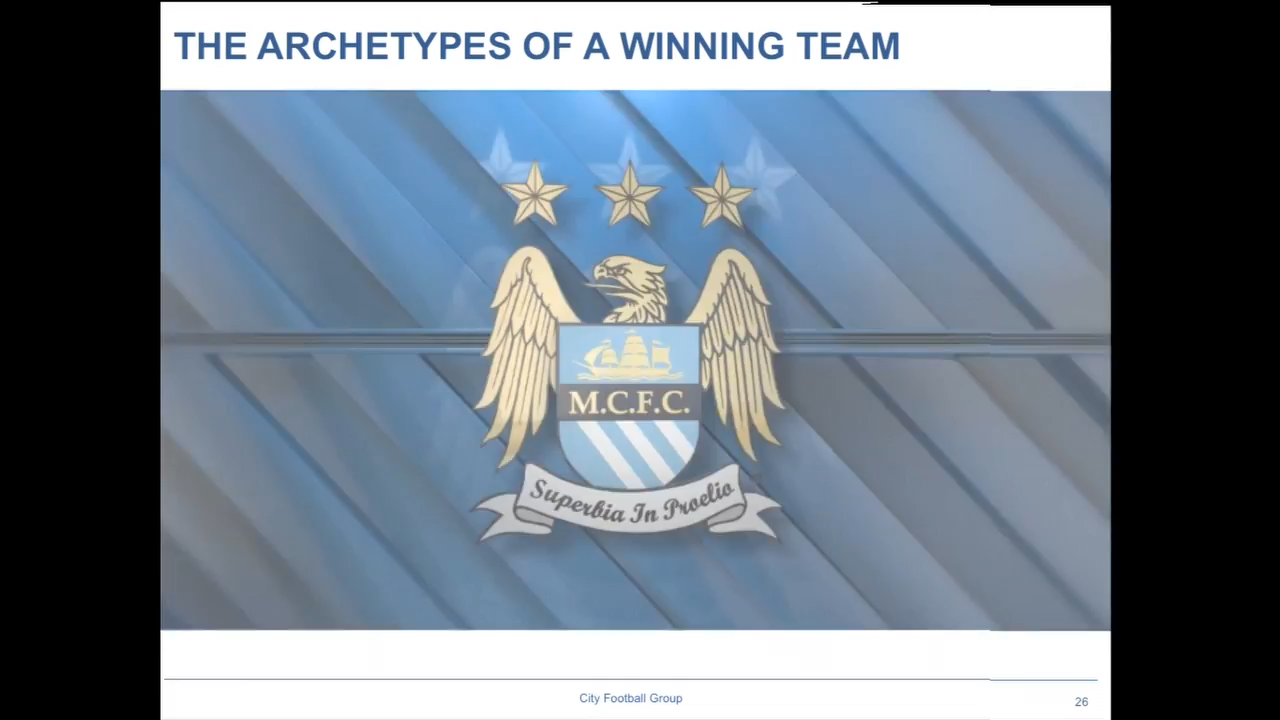 THE ARCHETYPES OF A WINNING TEAM
M.C.F.C.
Superbia In Proelio
City Football Group
26